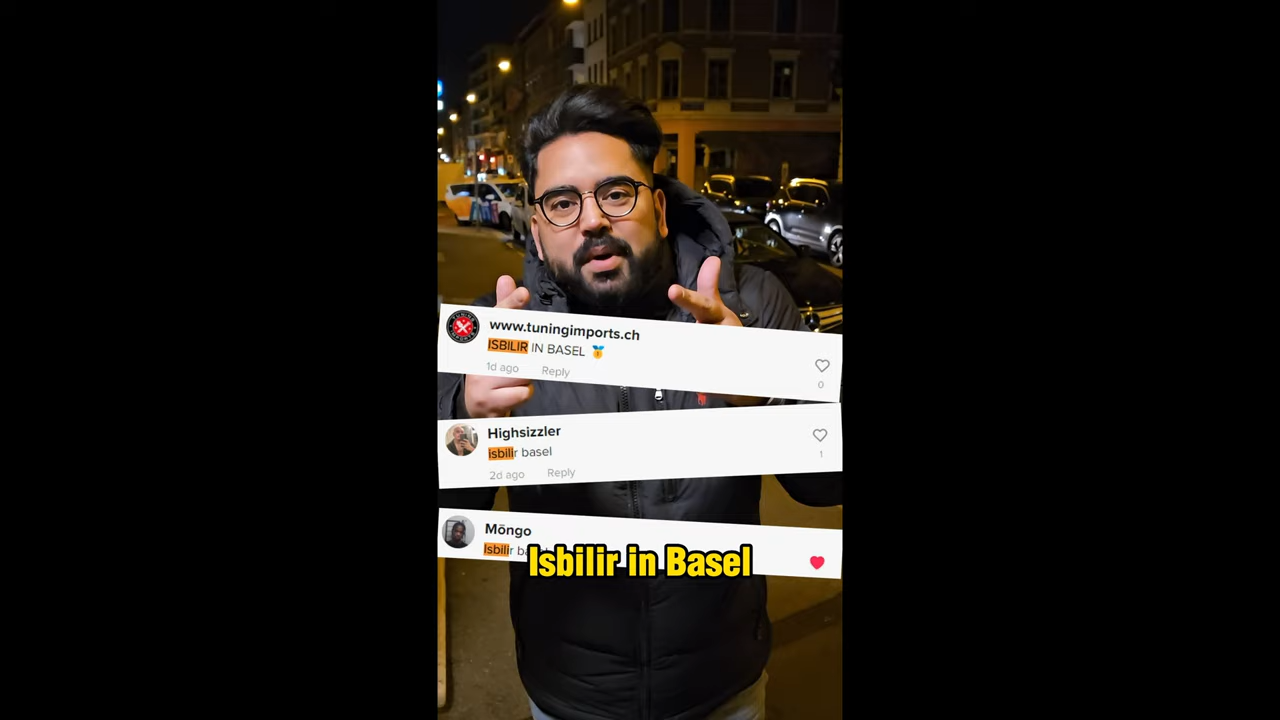 www.tuningimports.ch
ISBILIR IN BASEL 🥇
1d ago Reply
0
Highsizzler
isbilir basel
1
2d ago Reply
Möngo
Isbilir
Isbilir in Basel